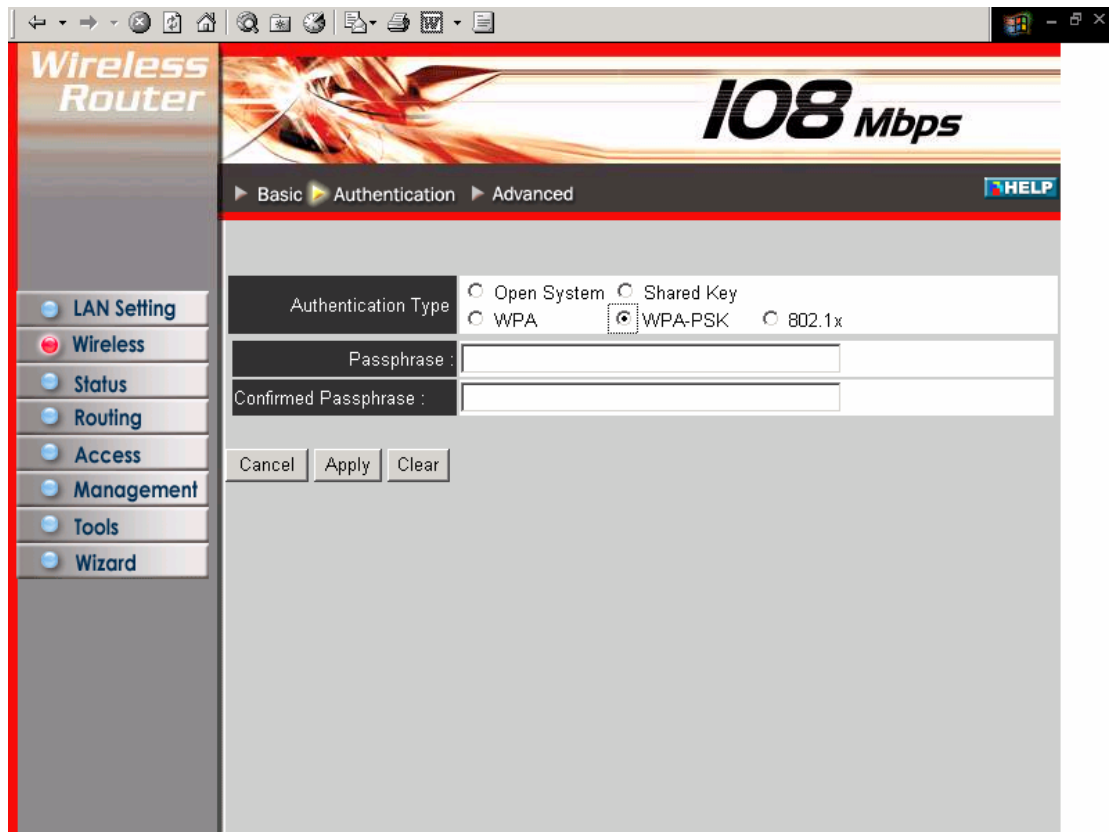 Wireless
Router
108 Mbps
Basic Authentication Advanced
HELP
Authentication Type
Open System Shared Key
WPA WPA-PSK 802.1x
Passphrase :
Confirmed Passphrase :
Cancel Apply Clear
LAN Setting
Wireless
Status
Routing
Access
Management
Tools
Wizard